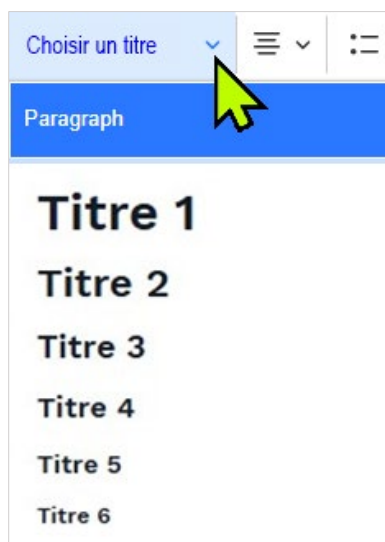 Choisir un titre
Paragraph
Titre 1
Titre 2
Titre 3
Titre 4
Titre 5
Titre 6